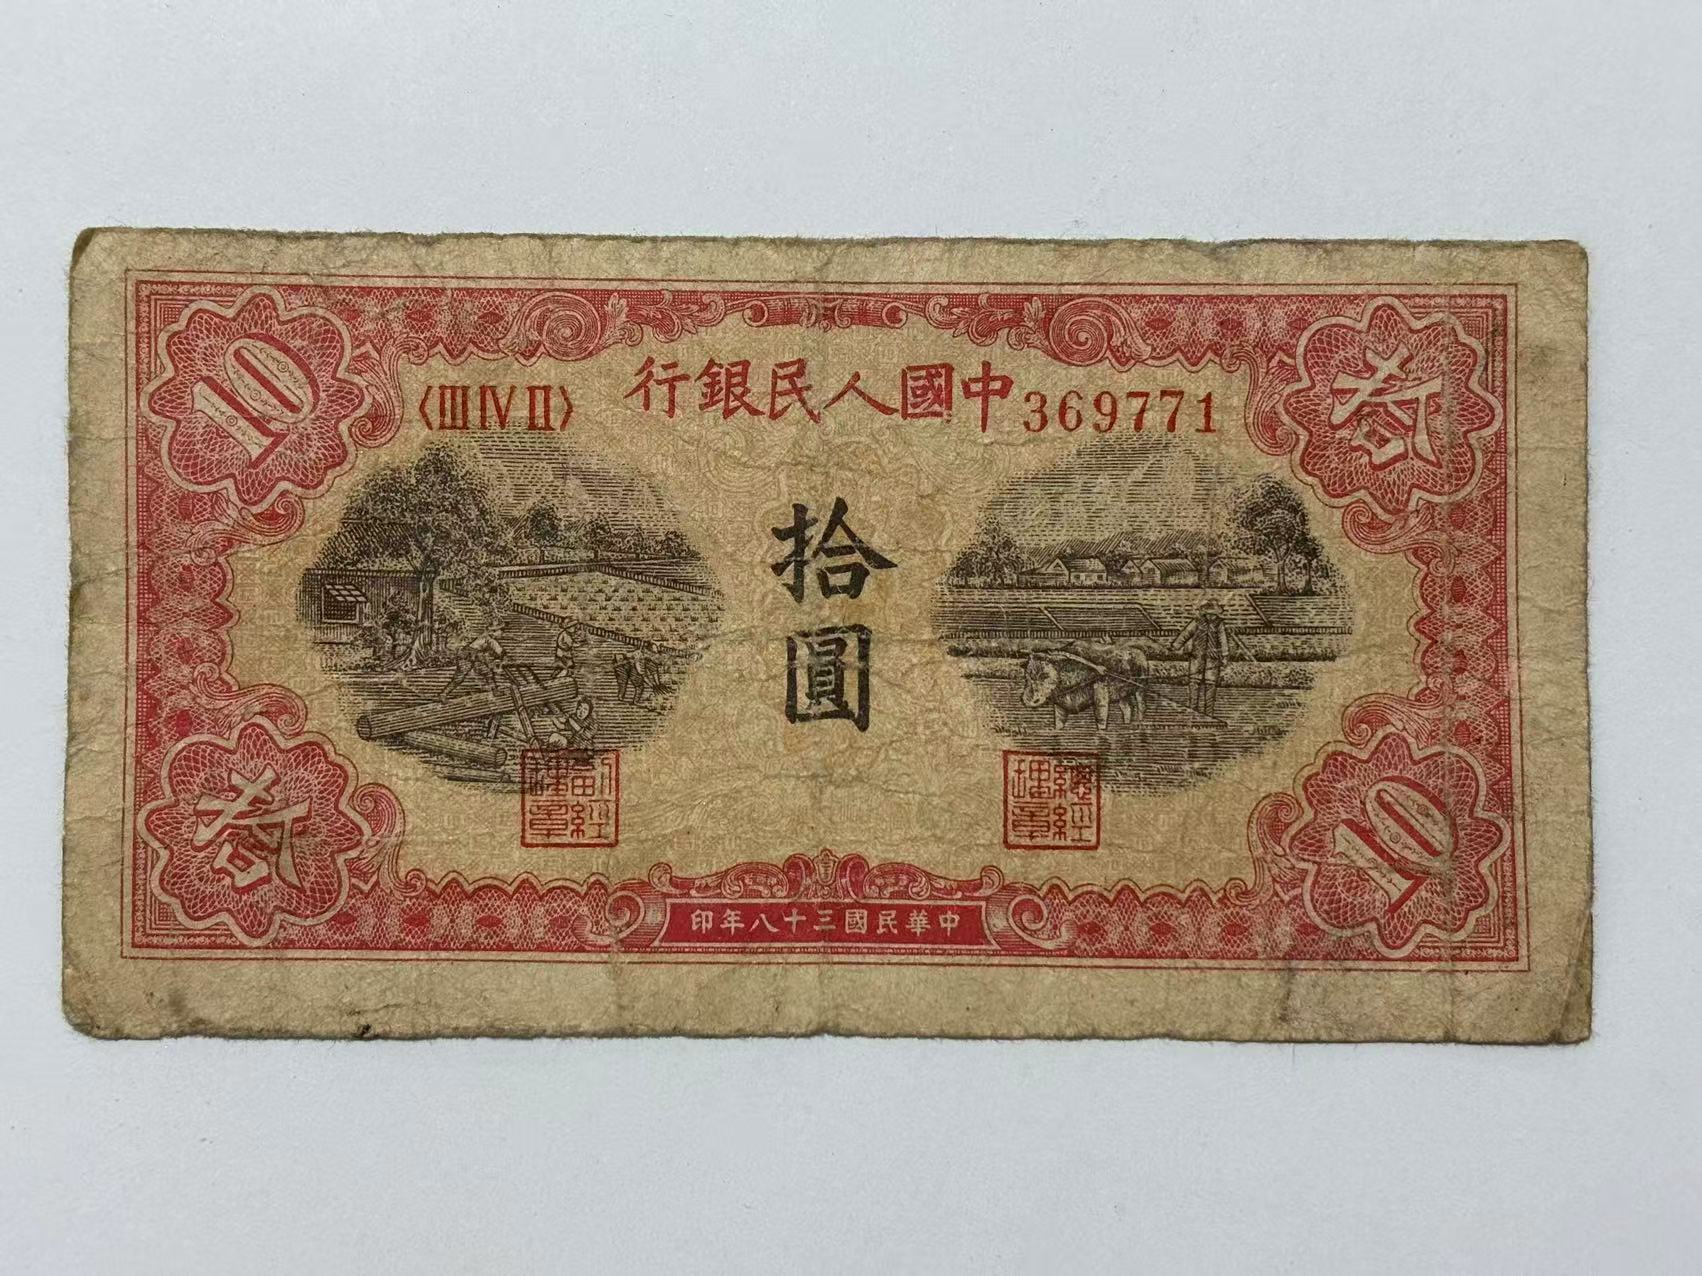 10
拾
〈III IV II〉
中國人民銀行
369771
拾圓
副經理章
總經理章
拾
10
中華民國三十八年印